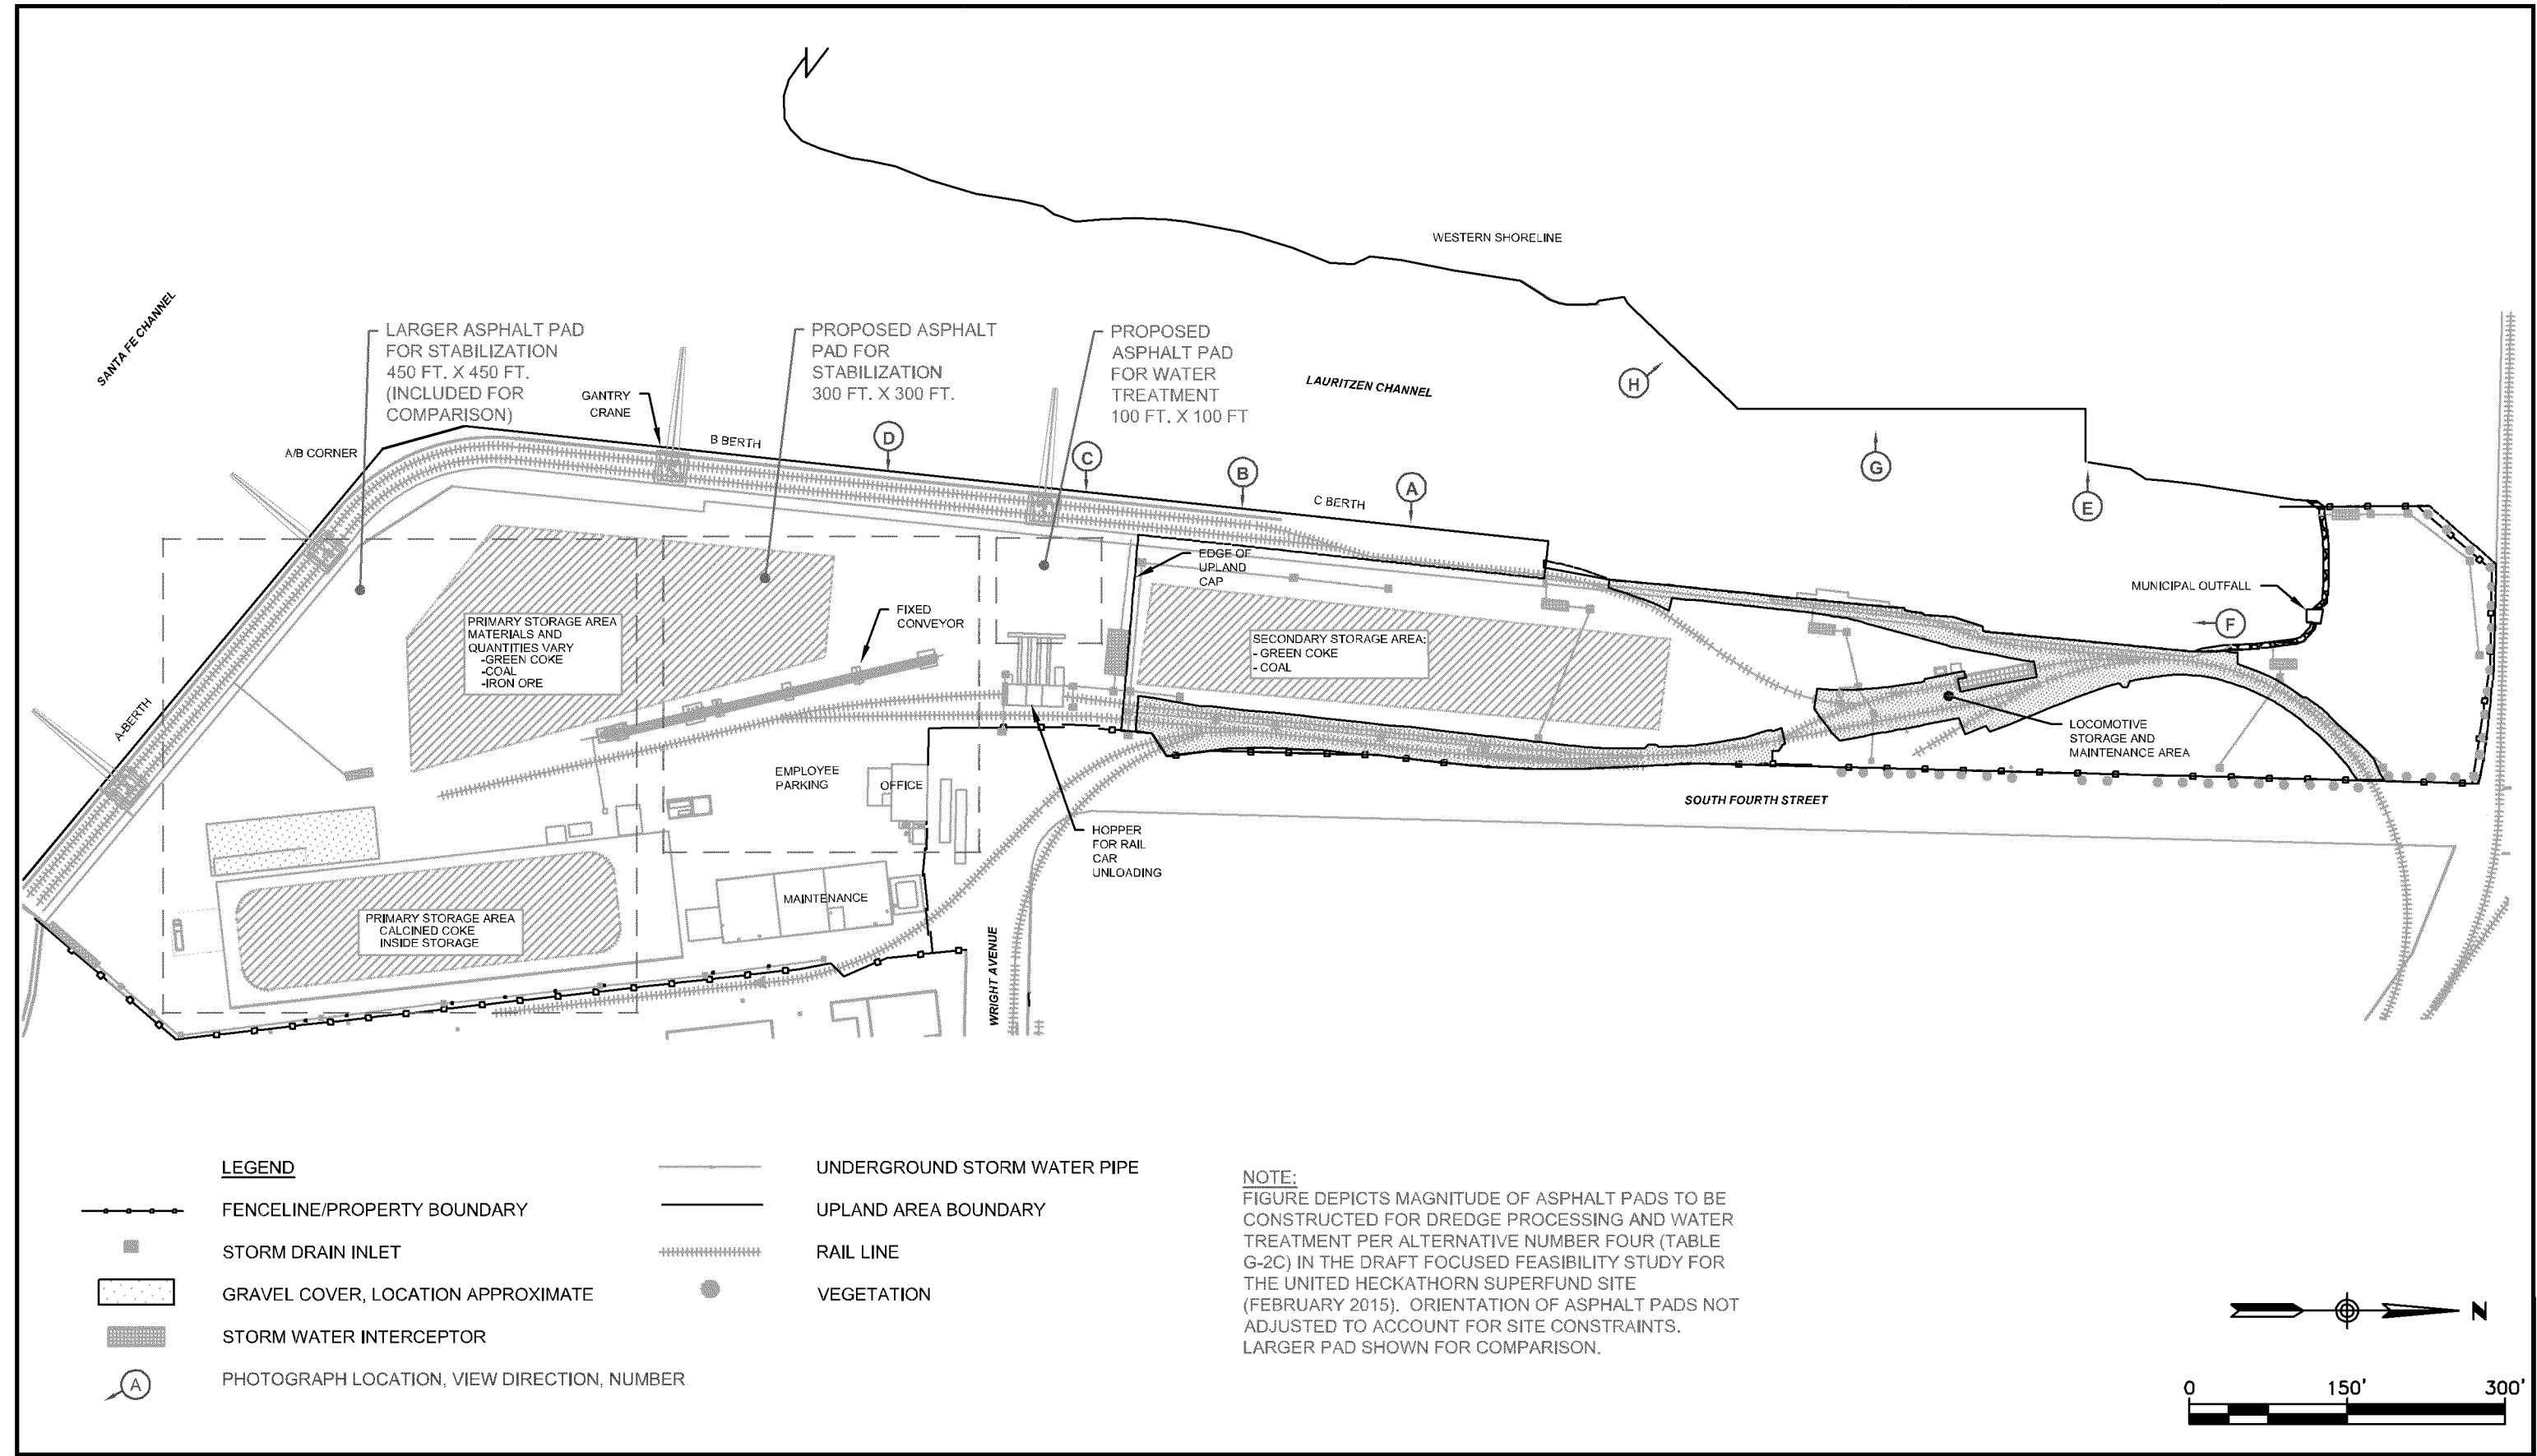 WESTERN SHORELINE
SANTA FE CHANNEL
LARGER ASPHALT PAD
FOR STABILIZATION
450 FT. X 450 FT.
(INCLUDED FOR
COMPARISON)
GANTRY
CRANE
PROPOSED ASPHALT
PAD FOR
STABILIZATION
300 FT. X 300 FT.
PROPOSED
ASPHALT PAD
FOR WATER
TREATMENT
100 FT. X 100 FT
LAURITZEN CHANNEL
H
A/B CORNER
B BERTH
D
C
B
A
C BERTH
G
E
F
EDGE OF
UPLAND
CAP
MUNICIPAL OUTFALL
FIXED
CONVEYOR
PRIMARY STORAGE AREA
MATERIALS AND
QUANTITIES VARY
-GREEN COKE
-COAL
-IRON ORE
SECONDARY STORAGE AREA:
- GREEN COKE
- COAL
A-BERTH
LOCOMOTIVE
STORAGE AND
MAINTENANCE AREA
EMPLOYEE
PARKING
OFFICE
SOUTH FOURTH STREET
HOPPER
FOR RAIL
CAR
UNLOADING
MAINTENANCE
PRIMARY STORAGE AREA
CALCINED COKE
INSIDE STORAGE
WRIGHT AVENUE
LEGEND
FENCELINE/PROPERTY BOUNDARY
STORM DRAIN INLET
GRAVEL COVER, LOCATION APPROXIMATE
STORM WATER INTERCEPTOR
A
PHOTOGRAPH LOCATION, VIEW DIRECTION, NUMBER
UNDERGROUND STORM WATER PIPE
UPLAND AREA BOUNDARY
RAIL LINE
VEGETATION
NOTE:
FIGURE DEPICTS MAGNITUDE OF ASPHALT PADS TO BE
CONSTRUCTED FOR DREDGE PROCESSING AND WATER
TREATMENT PER ALTERNATIVE NUMBER FOUR (TABLE
G-2C) IN THE DRAFT FOCUSED FEASIBILITY STUDY FOR
THE UNITED HECKATHORN SUPERFUND SITE
(FEBRUARY 2015). ORIENTATION OF ASPHALT PADS NOT
ADJUSTED TO ACCOUNT FOR SITE CONSTRAINTS.
LARGER PAD SHOWN FOR COMPARISON.
N
0 150' 300'